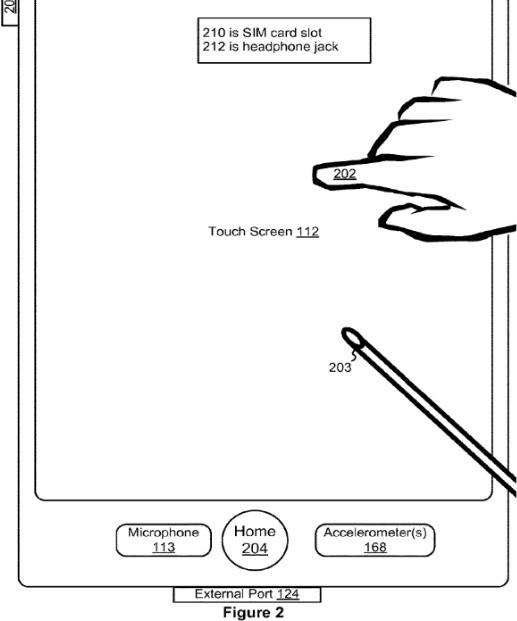 210 is SIM card slot
212 is headphone jack
202
Touch Screen 112
203
Microphone
113
Home
204
Accelerometer(s)
168
External Port 124
Figure 2